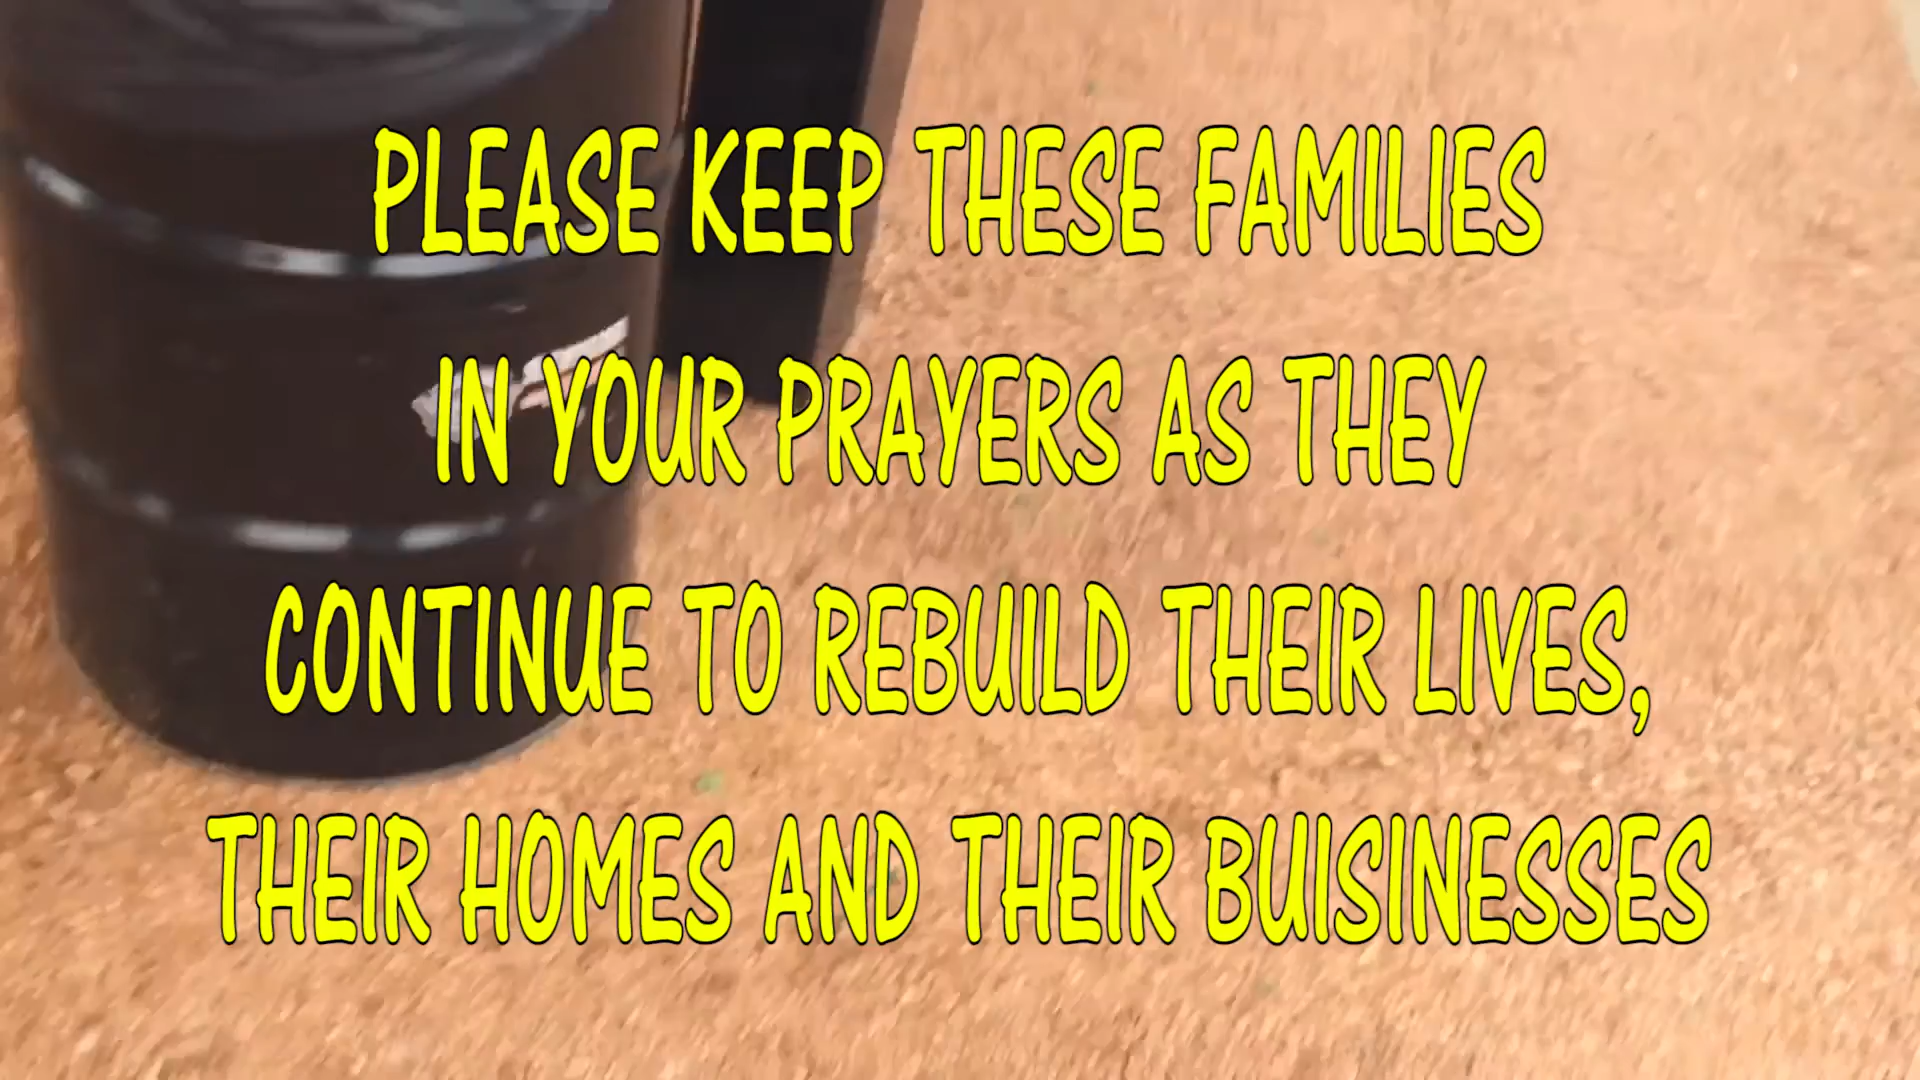 PLEASE KEEP THESE FAMILIES
IN YOUR PRAYERS AS THEY
CONTINUE TO REBUILD THEIR LIVES,
THEIR HOMES AND THEIR BUISINESSES